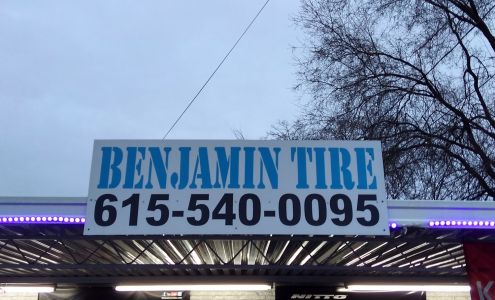 BENJAMIN TIRE
615-540-0095
NITTO
K